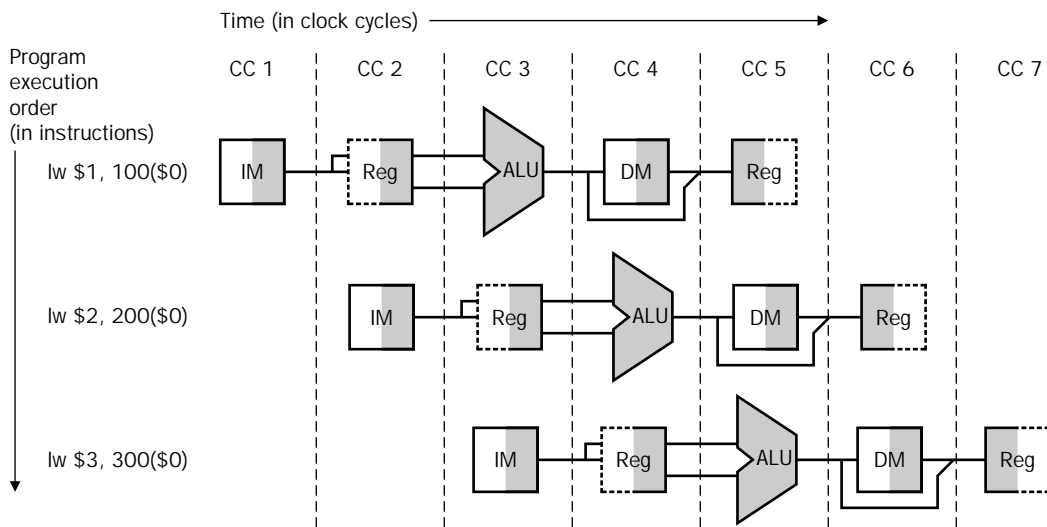 Time (in clock cycles)
Program
execution
order
(in instructions)
CC 1 CC 2 CC 3 CC 4 CC 5 CC 6 CC 7
lw $1, 100($0) IM Reg ALU DM Reg
lw $2, 200($0) IM Reg ALU DM Reg
lw $3, 300($0) IM Reg ALU DM Reg